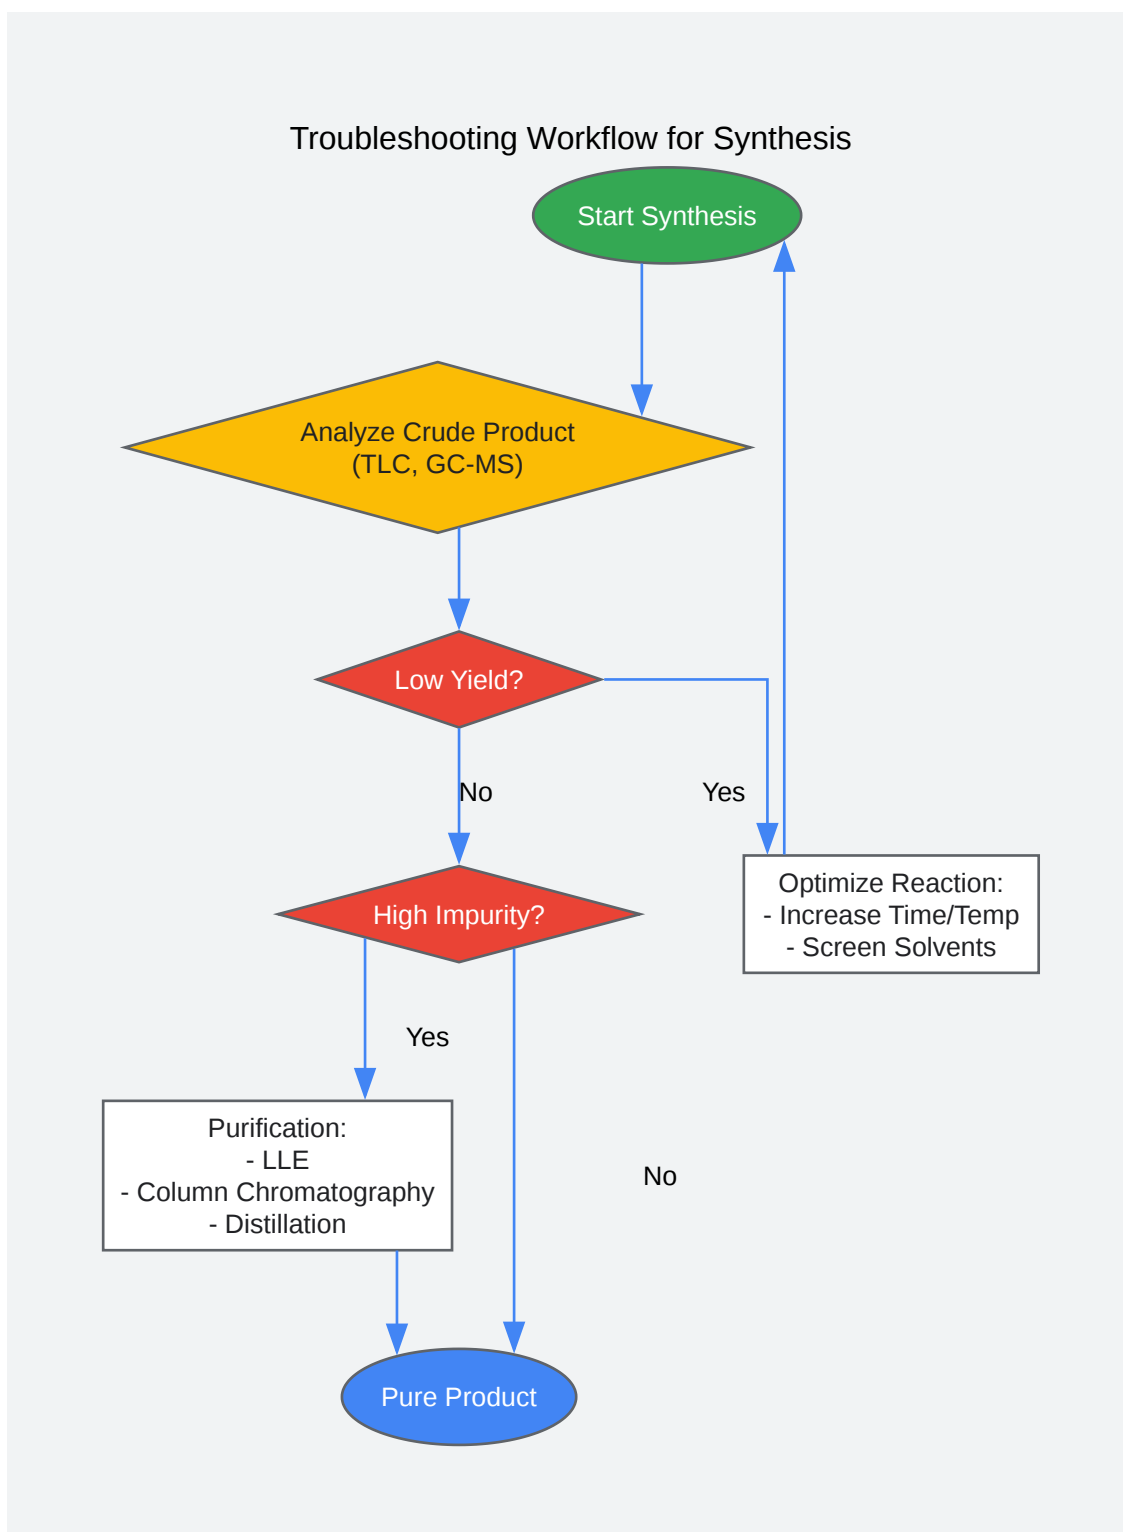 Troubleshooting Workflow for Synthesis
Start Synthesis
Analyze Crude Product
(TLC, GC-MS)
Low Yield?
No
Yes
High Impurity?
Optimize Reaction:
- Increase Time/Temp
- Screen Solvents
Yes
Purification:
- LLE
- Column Chromatography
- Distillation
No
Pure Product